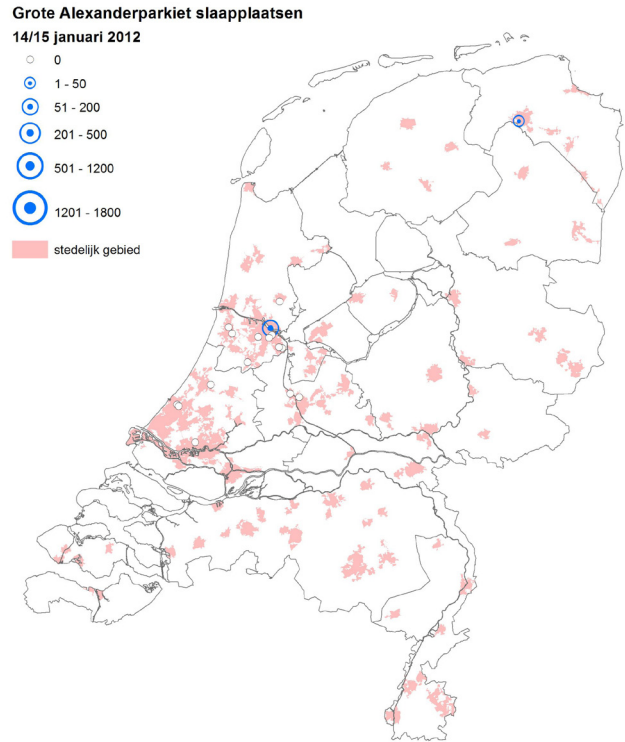 Grote Alexanderparkiet slaapplaatsen
14/15 januari 2012
0
1 - 50
51 - 200
201 - 500
501 - 1200
1201 - 1800
stedelijk gebied